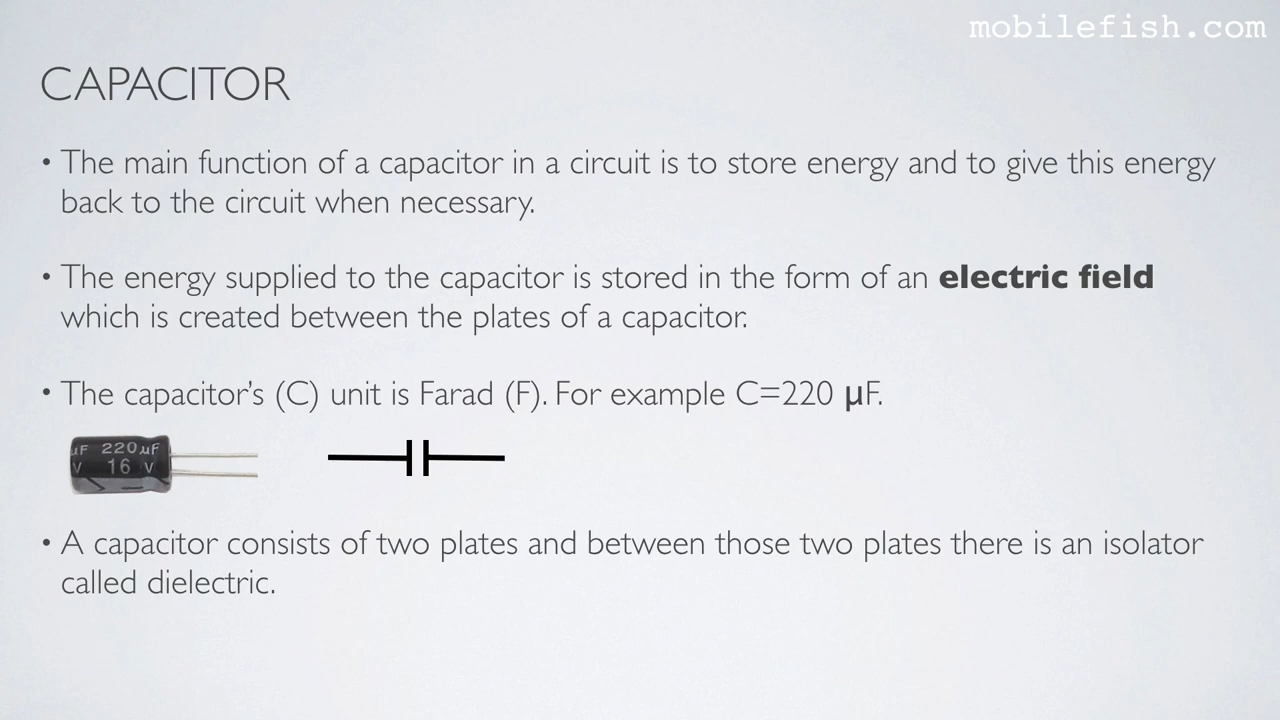 mobilefish.com
CAPACITOR
• The main function of a capacitor in a circuit is to store energy and to give this energy
back to the circuit when necessary.
• The energy supplied to the capacitor is stored in the form of an electric field
which is created between the plates of a capacitor.
• The capacitor's (C) unit is Farad (F). For example C=220 µF.
µF 220µF
V 16 V
• A capacitor consists of two plates and between those two plates there is an isolator
called dielectric.